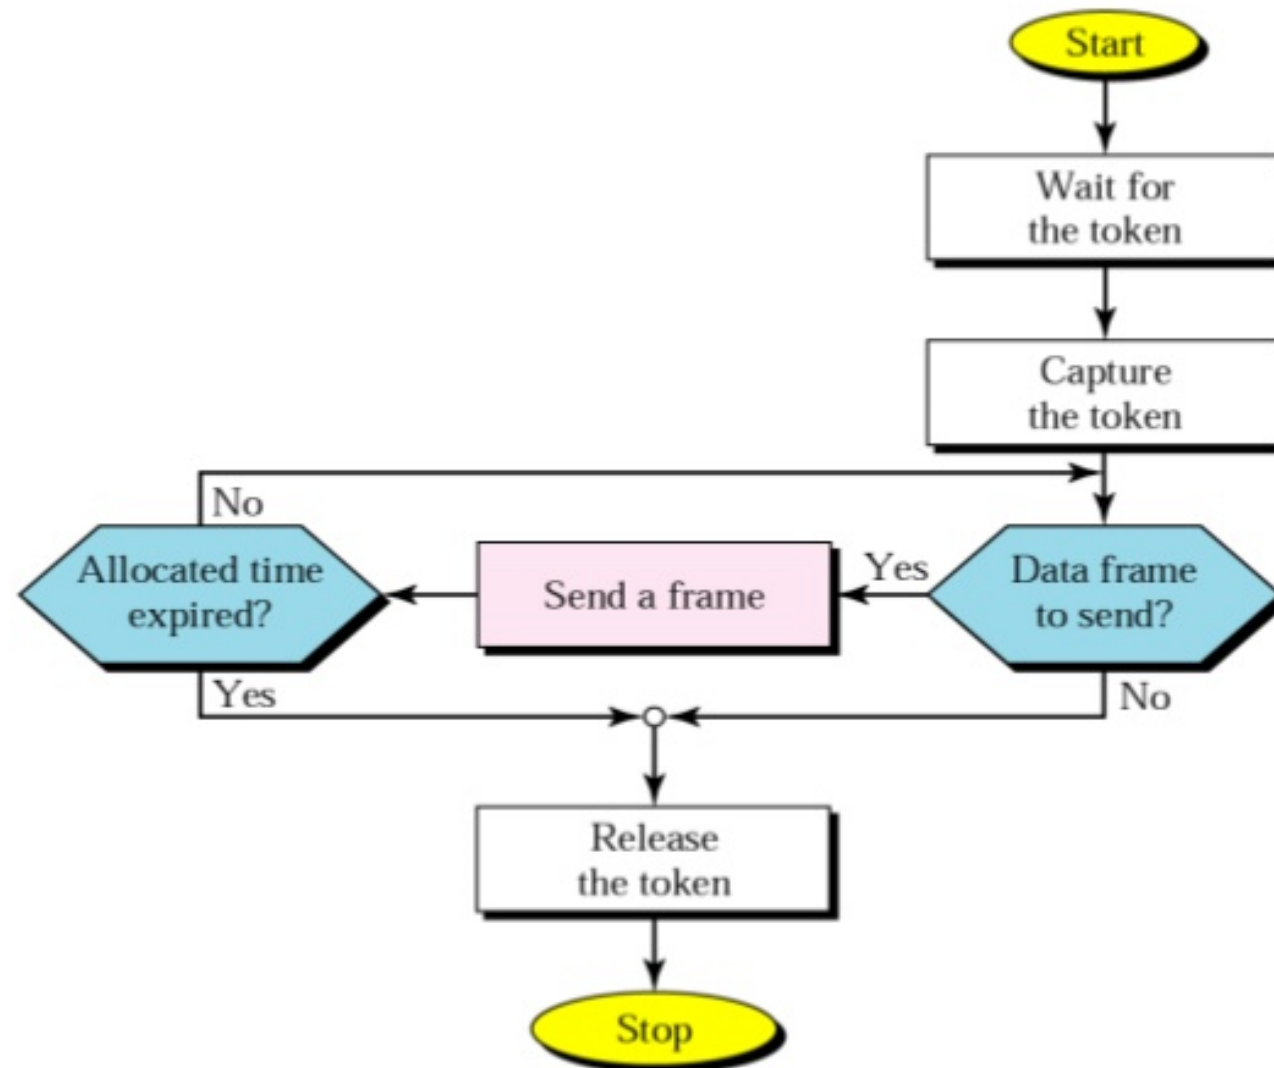 Start
Wait for
the token
Capture
the token
No
Allocated time
expired?
Send a frame
Yes
Data frame
to send?
Yes
No
Release
the token
Stop